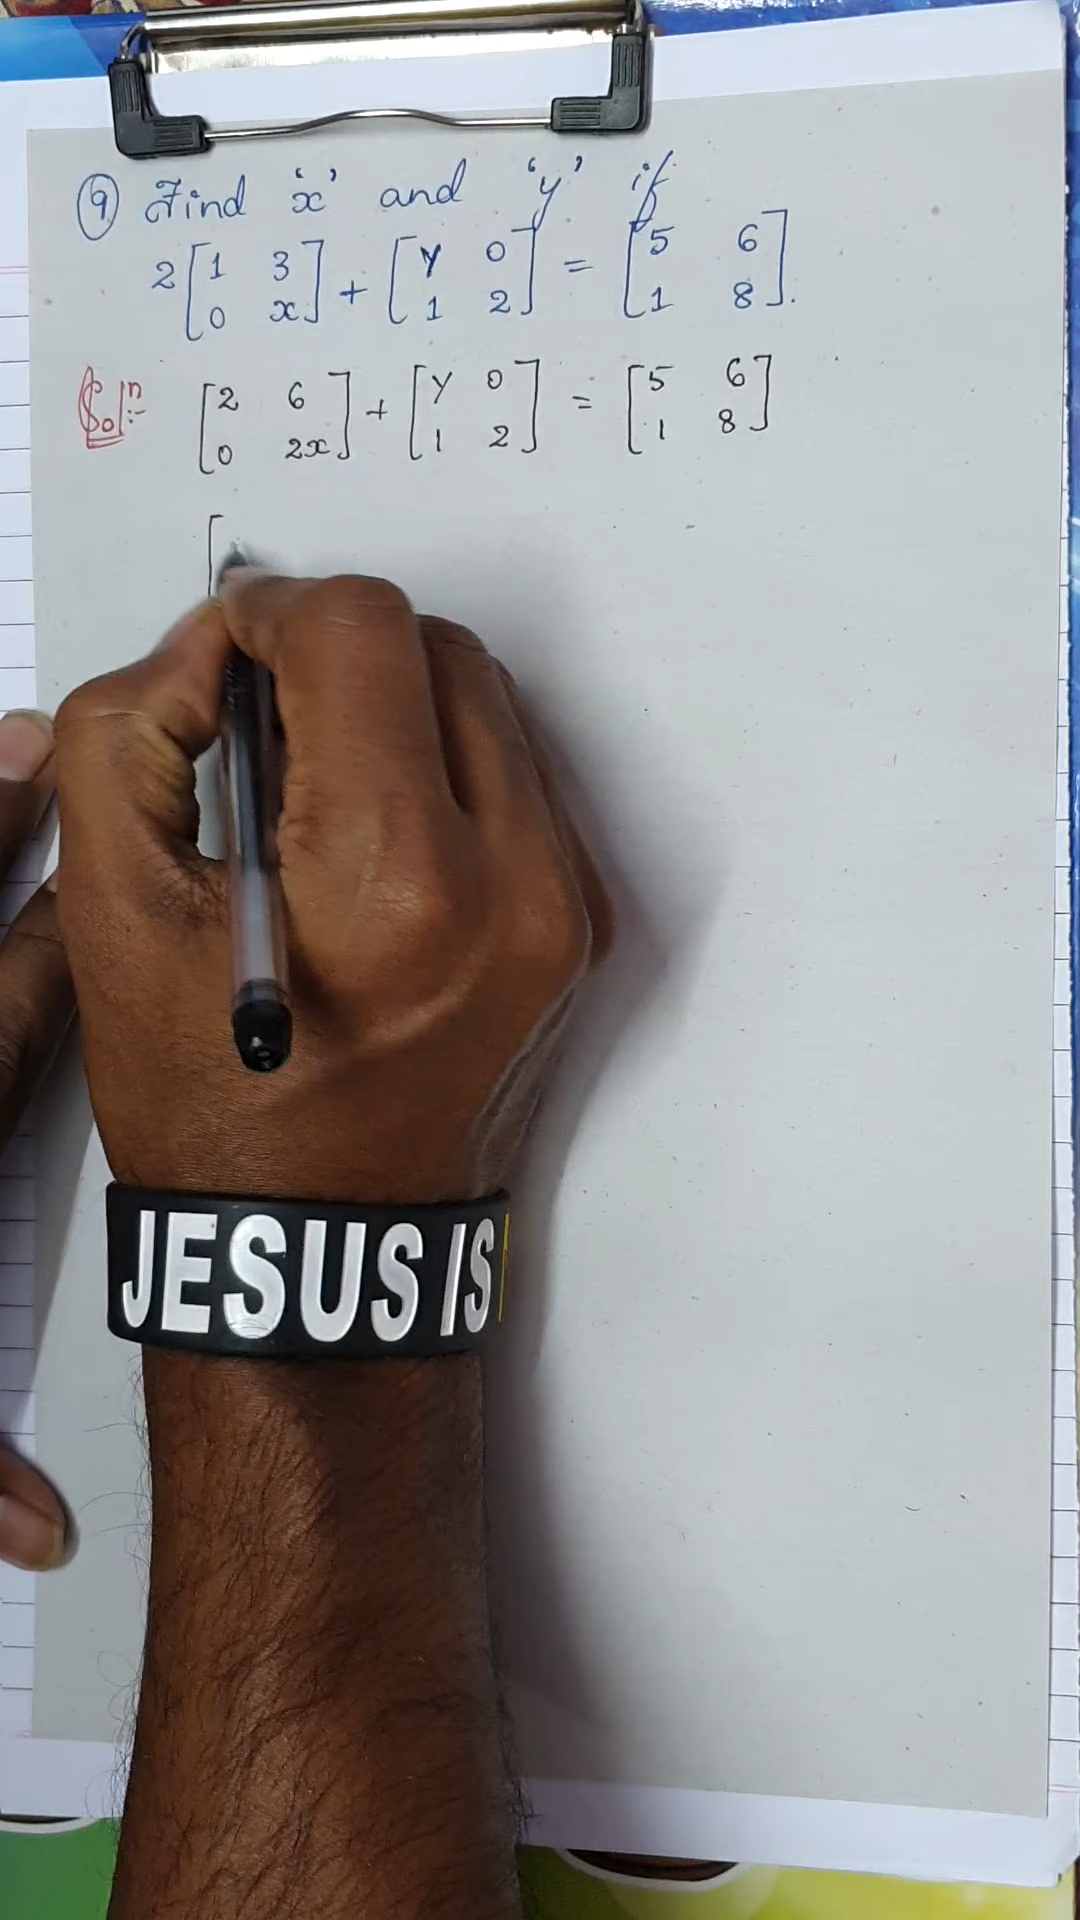 ⑨ Find 'x' and 'y' if
2[1 3; 0 x] + [y 0; 1 2] = [5 6; 1 8].
Solⁿ:- [2 6; 0 2x] + [y 0; 1 2] = [5 6; 1 8]
[
JESUS IS